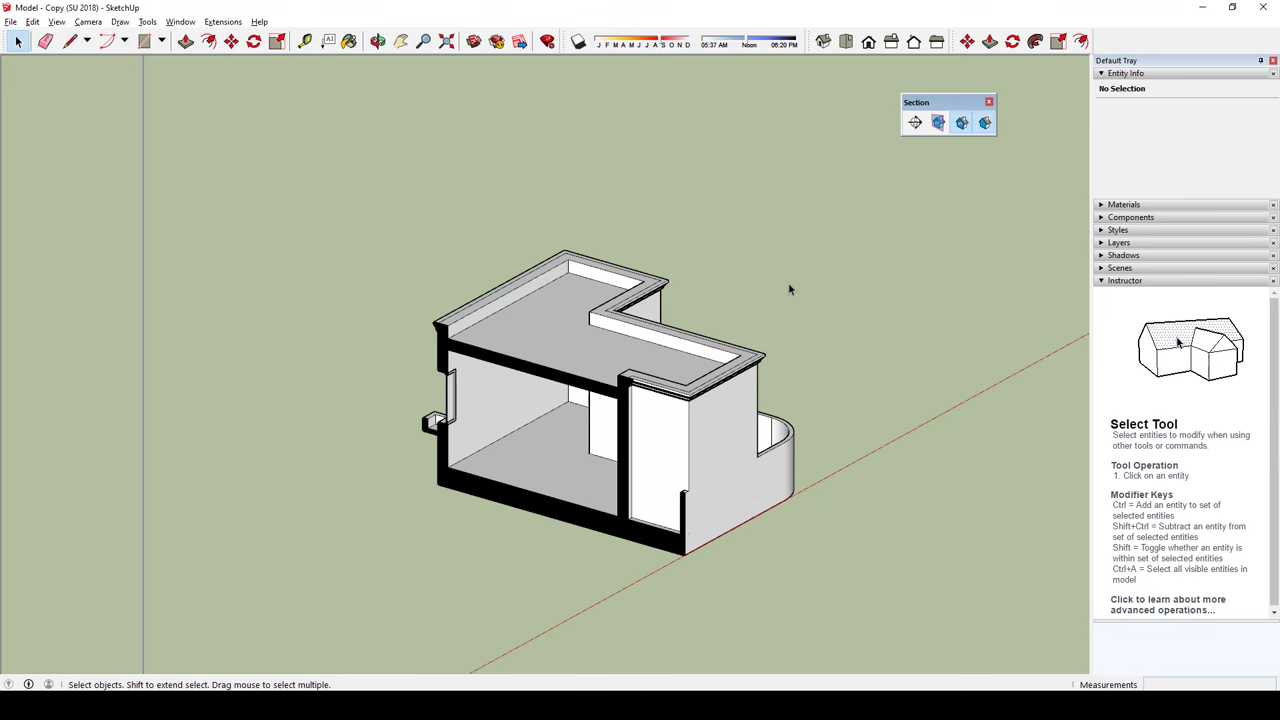 Model - Copy (SU 2018) - SketchUp
File Edit View Camera Draw Tools Window Extensions Help
J F M A M J J A S O N D
05:37 AM Noon 06:20 PM
Section
Default Tray
Entity Info
No Selection
Materials
Components
Styles
Layers
Shadows
Scenes
Instructor
Select Tool
Select entities to modify when using
other tools or commands.
Tool Operation
1. Click on an entity.
Modifier Keys
Ctrl = Add an entity to set of
selected entities
Shift+Ctrl = Subtract an entity from
set of selected entities
Shift = Toggle whether an entity is
within set of selected entities
Ctrl+A = Select all visible entities in
model
Click to learn about more
advanced operations...
Select objects. Shift to extend select. Drag mouse to select multiple.
Measurements